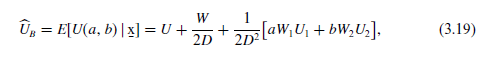 Û_B = E[U(a, b) | x̲] = U + W/2D + 1/2D² [aW₁U₁ + bW₂U₂], (3.19)